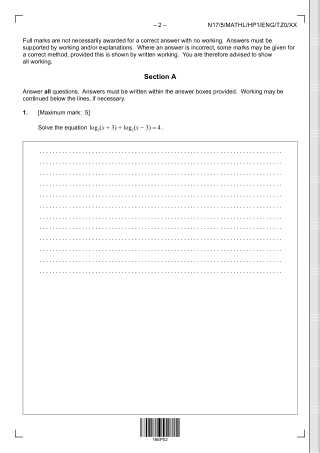 – 2 –
N17/5/MATHL/HP1/ENG/TZ0/XX
Full marks are not necessarily awarded for a correct answer with no working. Answers must be
supported by working and/or explanations. Where an answer is incorrect, some marks may be given for
a correct method, provided this is shown by written working. You are therefore advised to show
all working.
Section A
Answer all questions. Answers must be written within the answer boxes provided. Working may be
continued below the lines, if necessary.
1. [Maximum mark: 5]
Solve the equation log₂(x + 3) + log₂(x − 3) = 4 .
16EP02